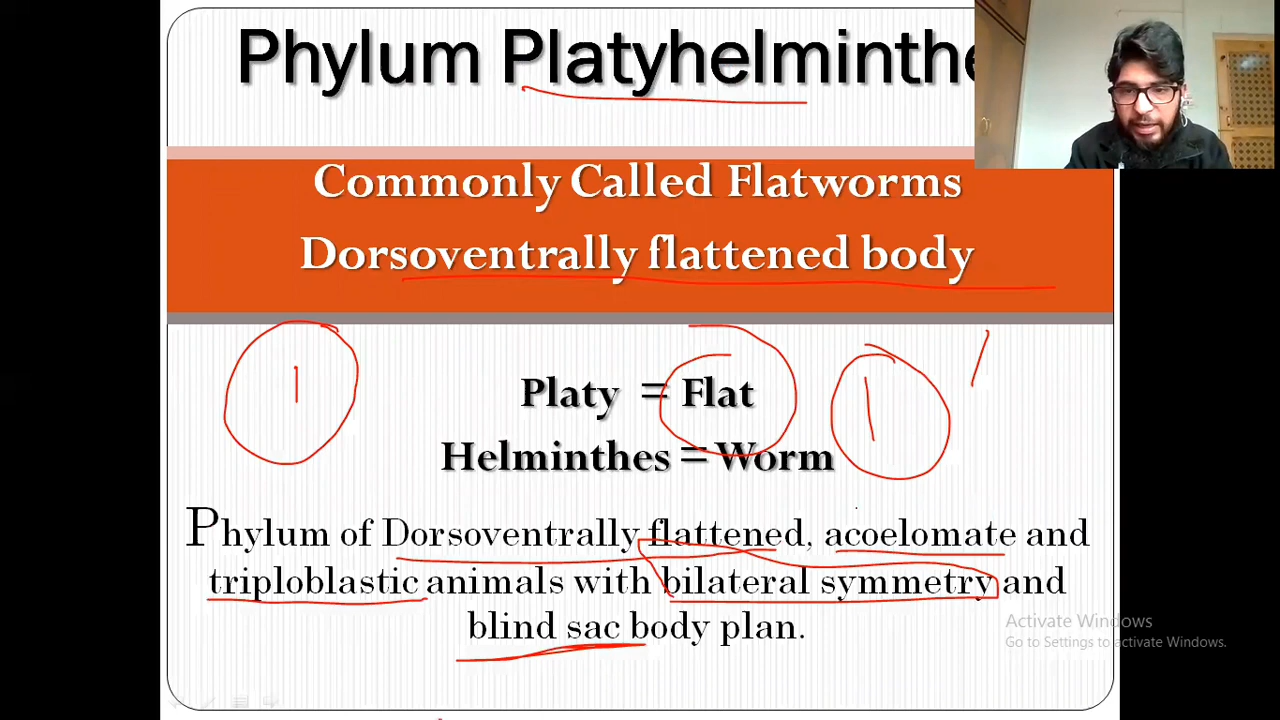 Phylum Platyhelminthe
Commonly Called Flatworms
Dorsoventrally flattened body
Platy = Flat
Helminthes = Worm
Phylum of Dorsoventrally flattened, acoelomate and
triploblastic animals with bilateral symmetry and
blind sac body plan.
Activate Windows
Go to Settings to activate Windows.